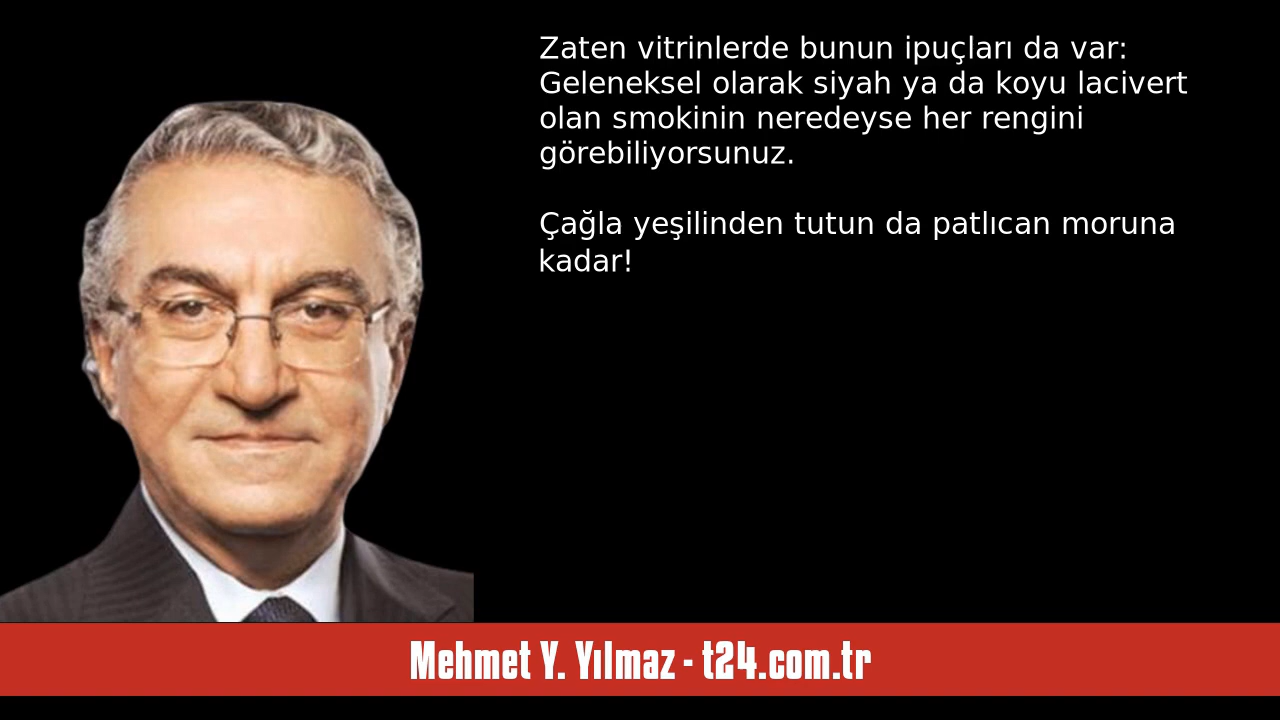 Zaten vitrinlerde bunun ipuçları da var:
Geleneksel olarak siyah ya da koyu lacivert
olan smokinin neredeyse her rengini
görebiliyorsunuz.
Çağla yeşilinden tutun da patlıcan moruna
kadar!
Mehmet Y. Yılmaz - t24.com.tr